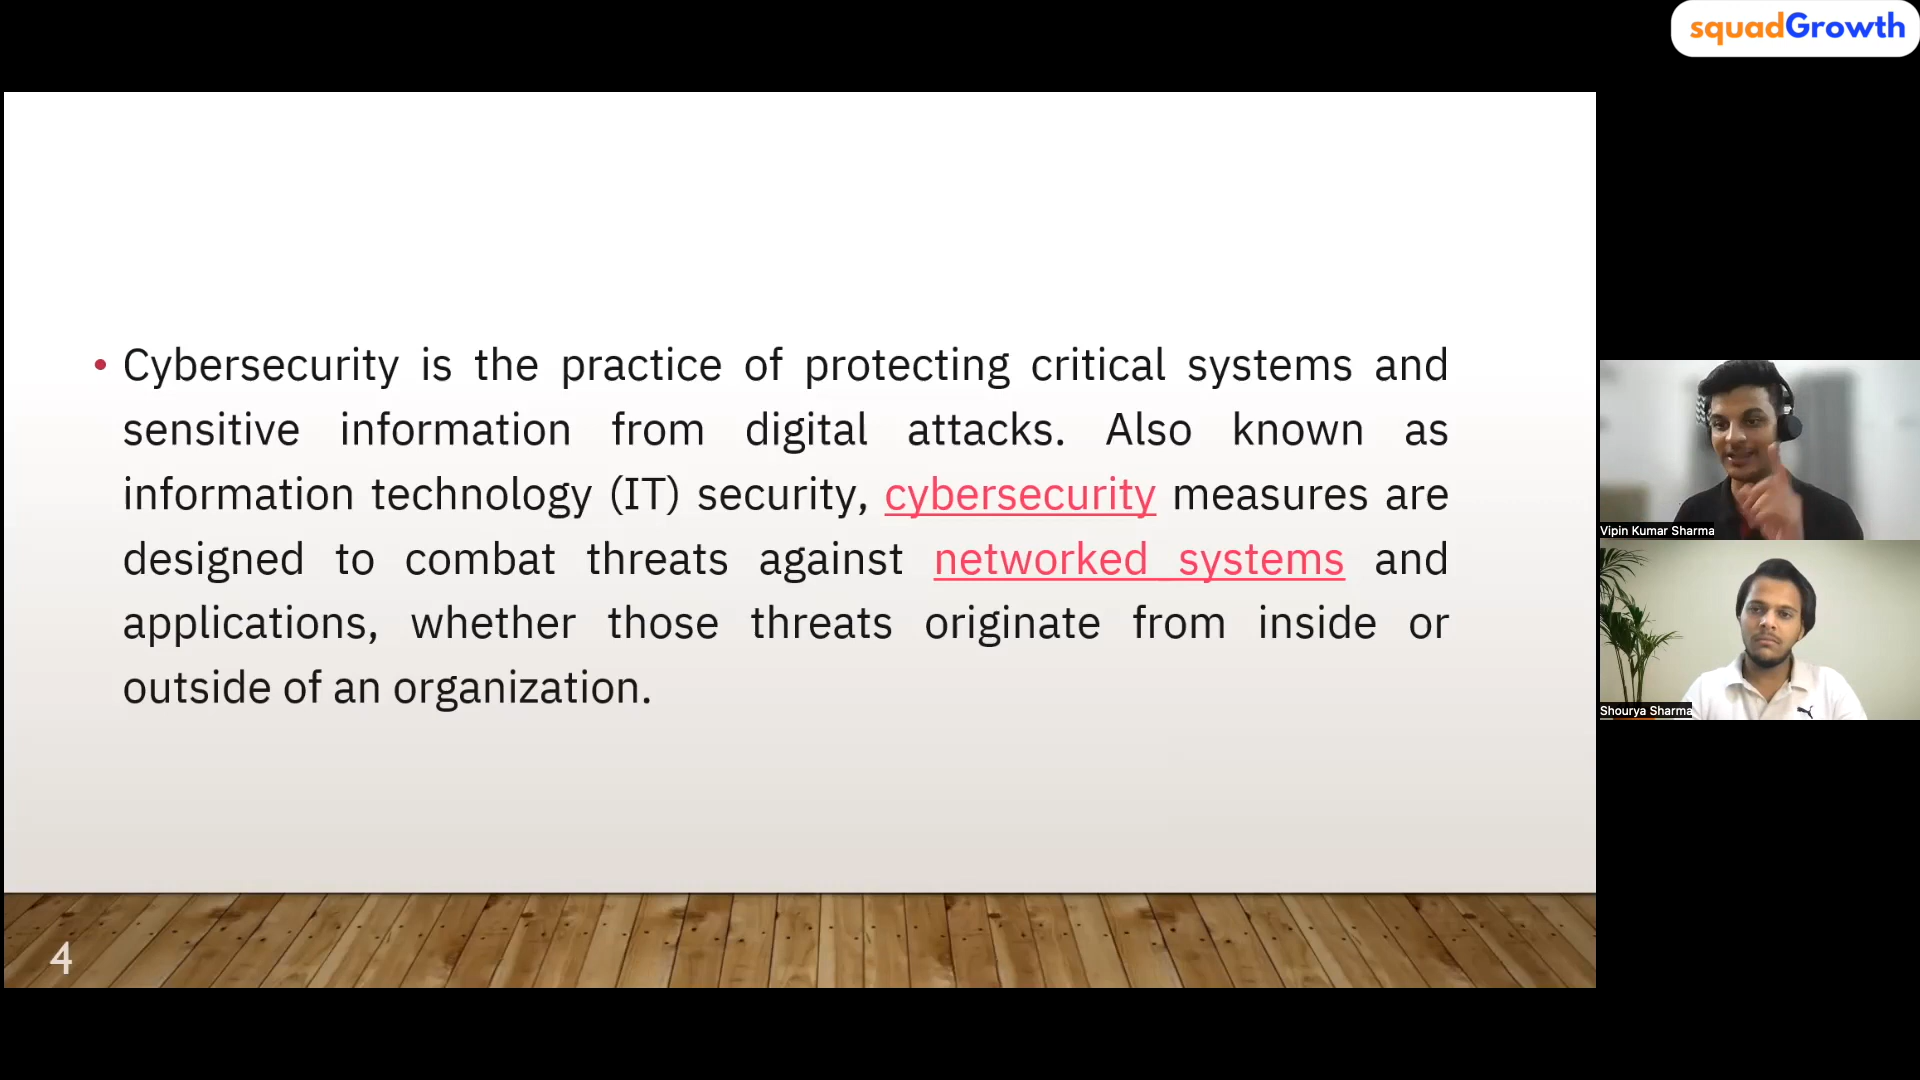 squadGrowth
• Cybersecurity is the practice of protecting critical systems and
sensitive information from digital attacks. Also known as
information technology (IT) security, cybersecurity measures are
designed to combat threats against networked systems and
applications, whether those threats originate from inside or
outside of an organization.
4
Vipin Kumar Sharma
Shourya Sharma